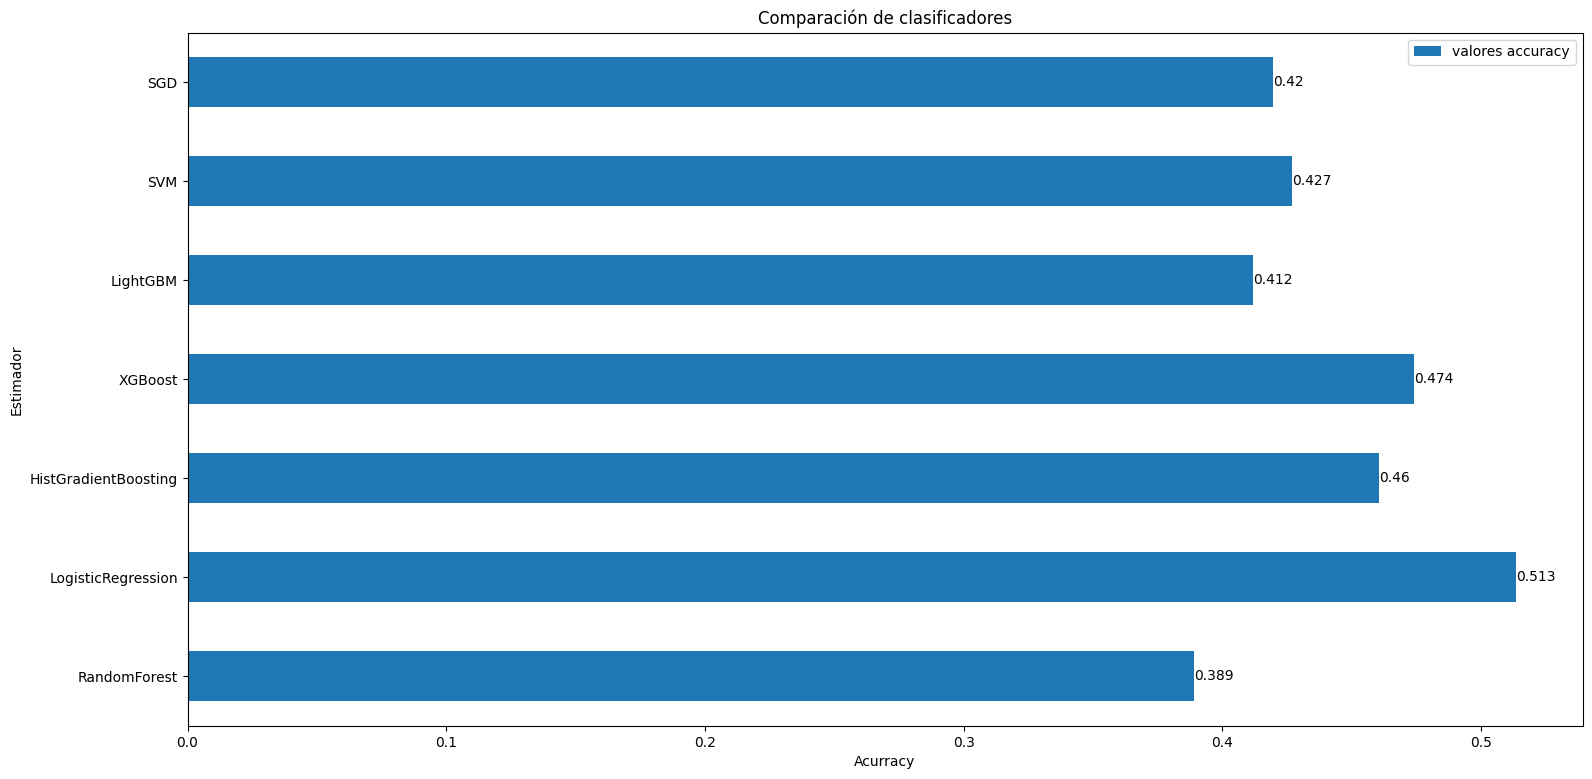 Comparación de clasificadores
valores accuracy
SGD
0.42
SVM
0.427
LightGBM
0.412
XGBoost
0.474
HistGradientBoosting
0.46
LogisticRegression
0.513
RandomForest
0.389
Estimador
0.0 0.1 0.2 0.3 0.4 0.5
Acurracy